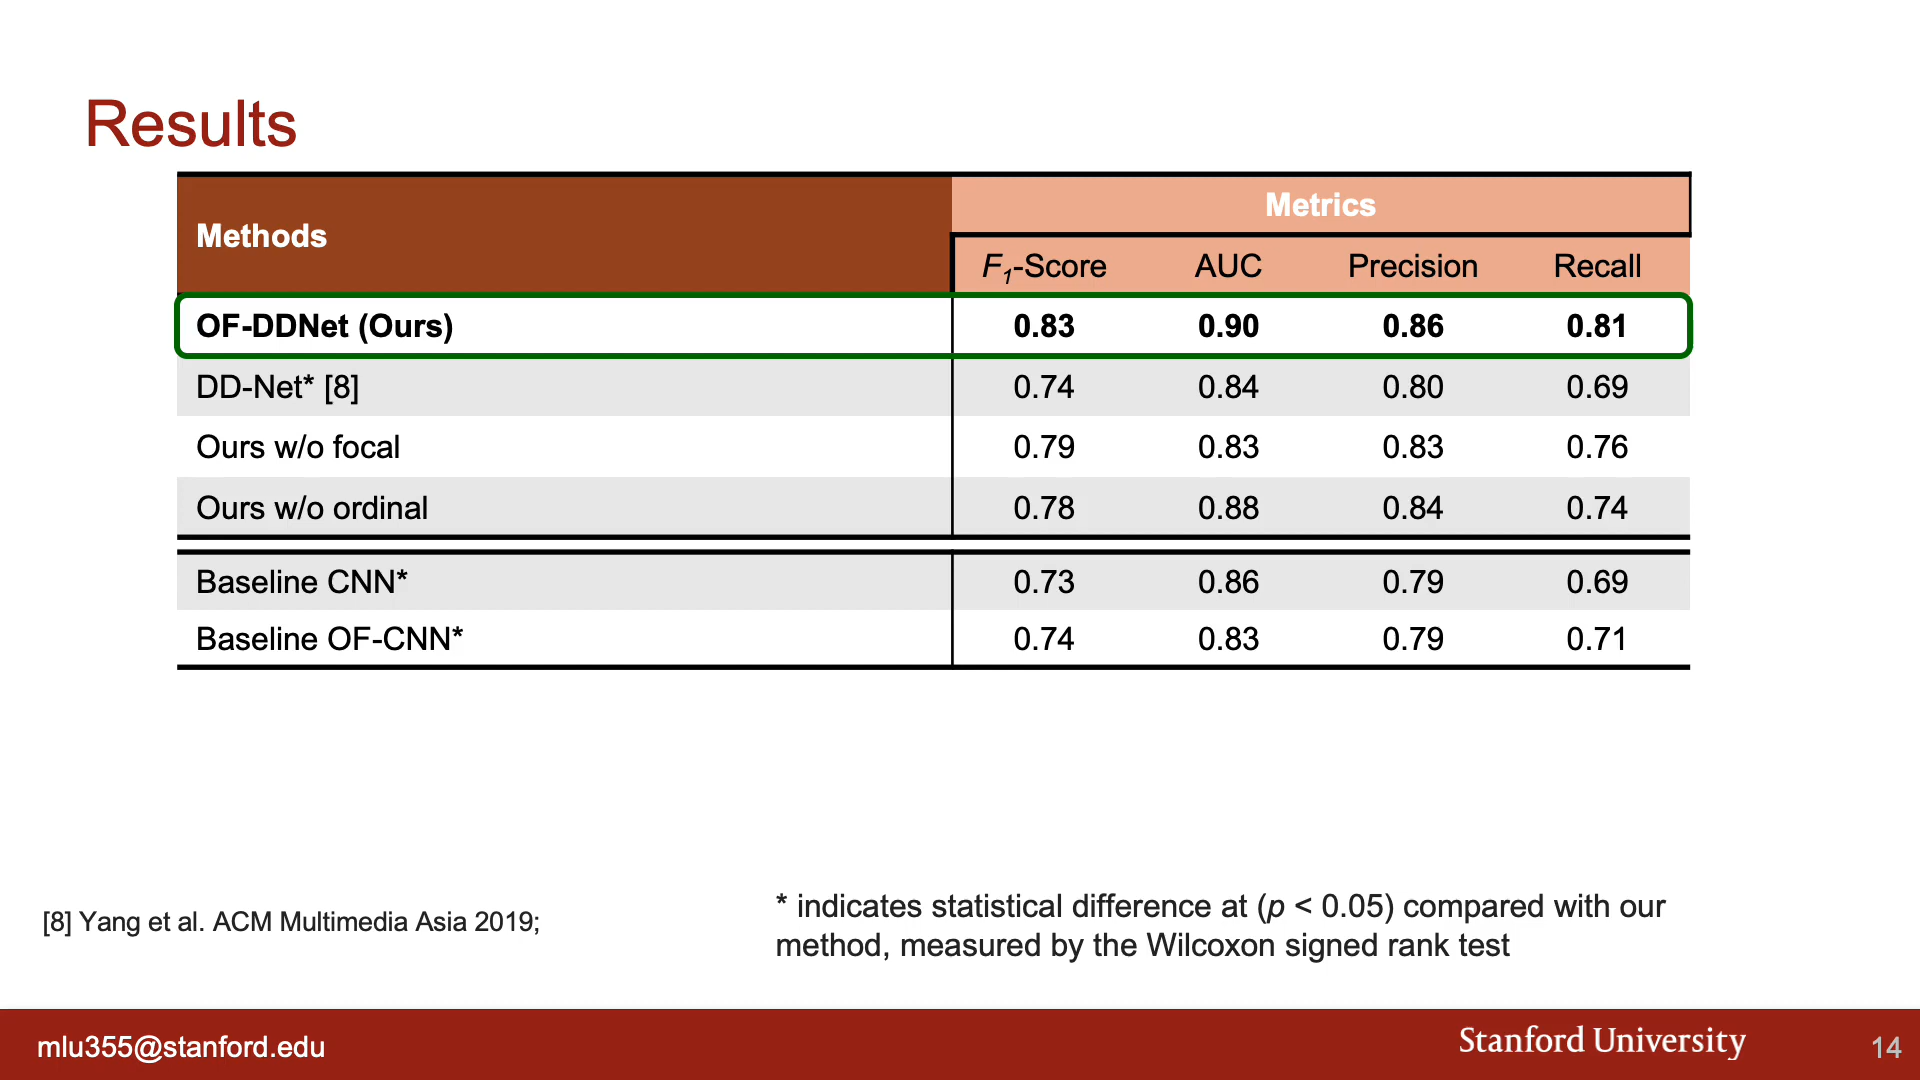 Results
Methods
Metrics
F1-Score AUC Precision Recall
OF-DDNet (Ours) 0.83 0.90 0.86 0.81
DD-Net* [8] 0.74 0.84 0.80 0.69
Ours w/o focal 0.79 0.83 0.83 0.76
Ours w/o ordinal 0.78 0.88 0.84 0.74
Baseline CNN* 0.73 0.86 0.79 0.69
Baseline OF-CNN* 0.74 0.83 0.79 0.71
[8] Yang et al. ACM Multimedia Asia 2019;
* indicates statistical difference at (p < 0.05) compared with our
method, measured by the Wilcoxon signed rank test
mlu355@stanford.edu
Stanford University
14